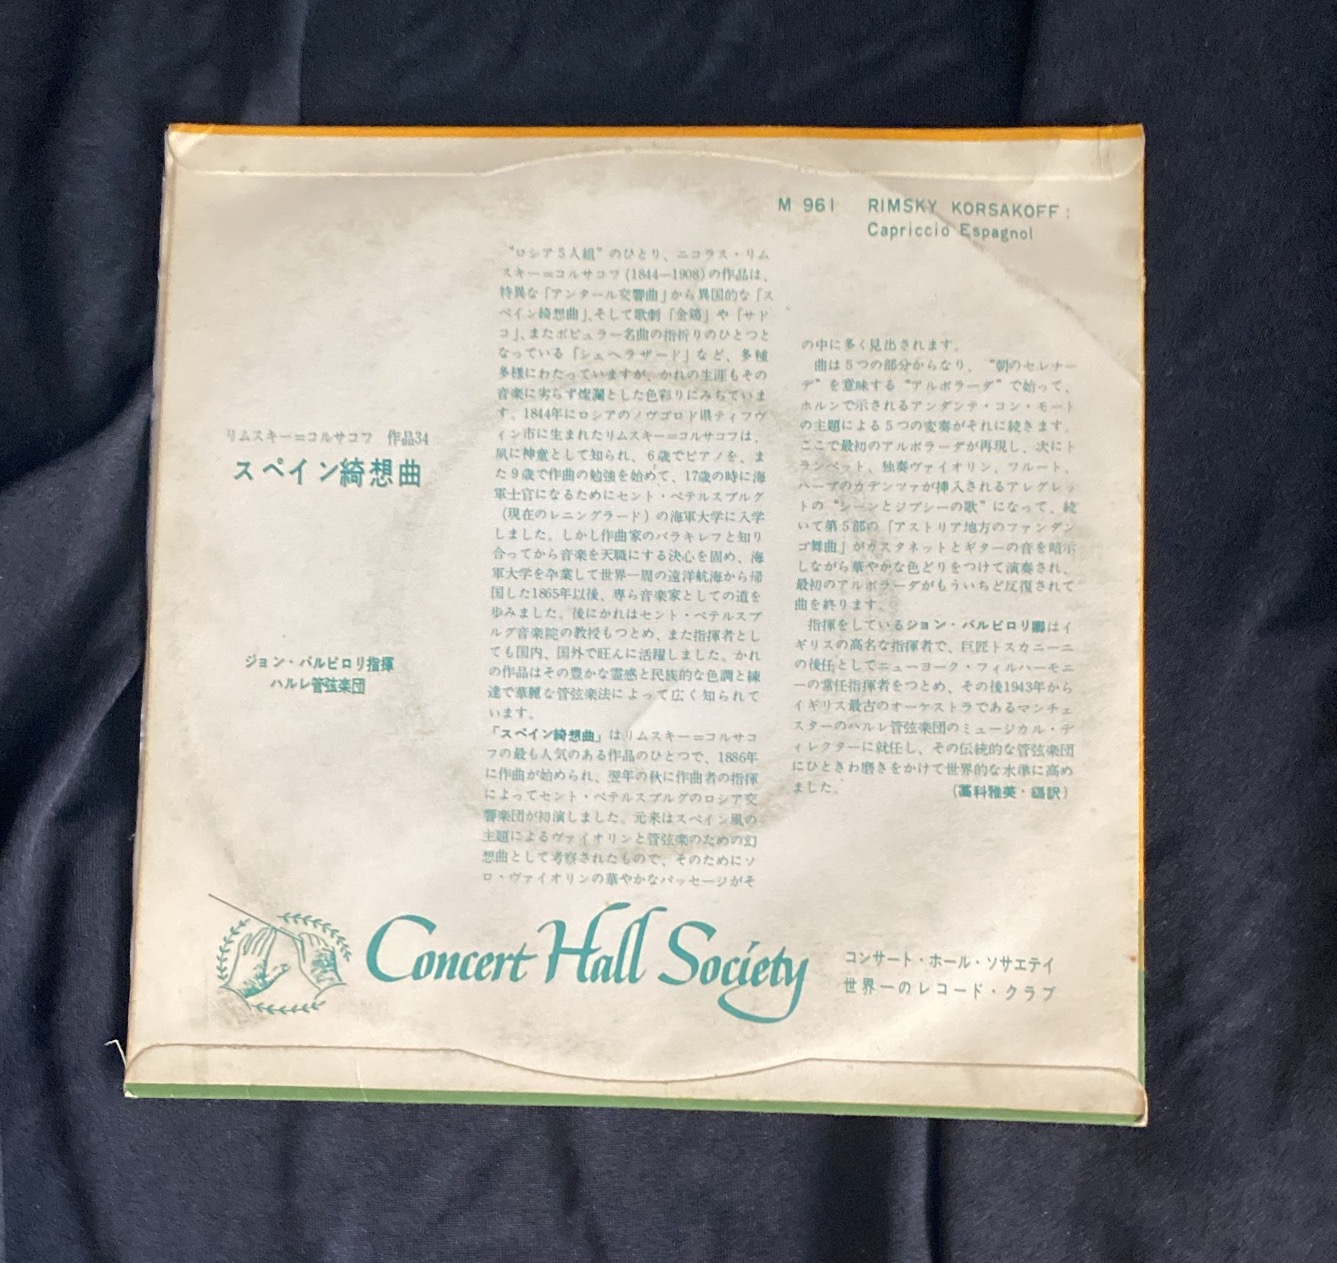 M 961 RIMSKY KORSAKOFF:
Capriccio Espagnol
リムスキー=コルサコフ 作品34
スペイン綺想曲
ジョン・バルビロリ指揮
ハルレ管弦楽団
"ロシア5人組"のひとり、ニコラス・リム
スキー=コルサコフ(1844—1908)の作品は、
特異な「アンタール交響曲」から異国的な「ス
ペイン綺想曲」、そして歌劇「金鶏」や「サド
コ」、またポピュラー名曲の指折りのひとつと
なっている「シェヘラザード」など、多種
多様にわたっていますが、かれの生涯もその
音楽に劣らず燦爛とした色彩りにみちていま
す。1844年にロシアのノヴゴロド県ティフヴ
ィン市に生まれたリムスキー=コルサコフは、
夙に神童として知られ、6歳でピアノを、ま
た9歳で作曲の勉強を始めて、17歳の時に海
軍士官になるためにセント・ペテルスブルグ
(現在のレニングラード)の海軍大学に入学
しました。しかし作曲家のバラキレフと知り
合ってから音楽を天職にする決心を固め、海
軍大学を卒業して世界一周の遠洋航海から帰
国した1865年以後、専ら音楽家としての道を
歩みました。後にかれはセント・ペテルスブ
ルグ音楽院の教授もつとめ、また指揮者とし
ても国内、国外で旺んに活躍しました。かれ
の作品はその豊かな霊感と民族的な色調と練
達で華麗な管弦楽法によって広く知られて
います。
「スペイン綺想曲」はリムスキー=コルサコ
フの最も人気のある作品のひとつで、1886年
に作曲が始められ、翌年の秋に作曲者の指揮
によってセント・ペテルスブルグのロシア交
響楽団が初演しました。元来はスペイン風の
主題によるヴァイオリンと管弦楽のための幻
想曲として考察されたもので、そのためにソ
ロ・ヴァイオリンの華やかなパッセージがそ
の中に多く見出されます。
曲は5つの部分からなり、"朝のセレナー
デ"を意味する"アルボラーダ"で始って、
ホルンで示されるアンダンテ・コン・モート
の主題による5つの変奏がそれに続きます。
ここで最初のアルボラーダが再現し、次にト
ランペット、独奏ヴァイオリン、フルート、
ハープのカデンツァが挿入されるアレグレッ
トの"シーンとジプシーの歌"になって、続
いて第5部の「アストリア地方のファンダン
ゴ舞曲」がカスタネットとギターの音を暗示
しながら華やかな色どりをつけて演奏され、
最初のアルボラーダがもういちど反復されて
曲を終ります。
指揮をしているジョン・バルビロリ卿はイ
ギリスの高名な指揮者で、巨匠トスカニーニ
の後任としてニューヨーク・フィルハーモニ
ーの常任指揮者をつとめ、その後1943年から
イギリス最古のオーケストラであるマンチェ
スターのハルレ管弦楽団のミュージカル・デ
ィレクターに就任し、その伝統的な管弦楽団
にひときわ磨きをかけて世界的な水準に高め
ました。 (藁科雅美・編訳)
Concert Hall Society
コンサート・ホール・ソサエテイ
世界一のレコード・クラブ